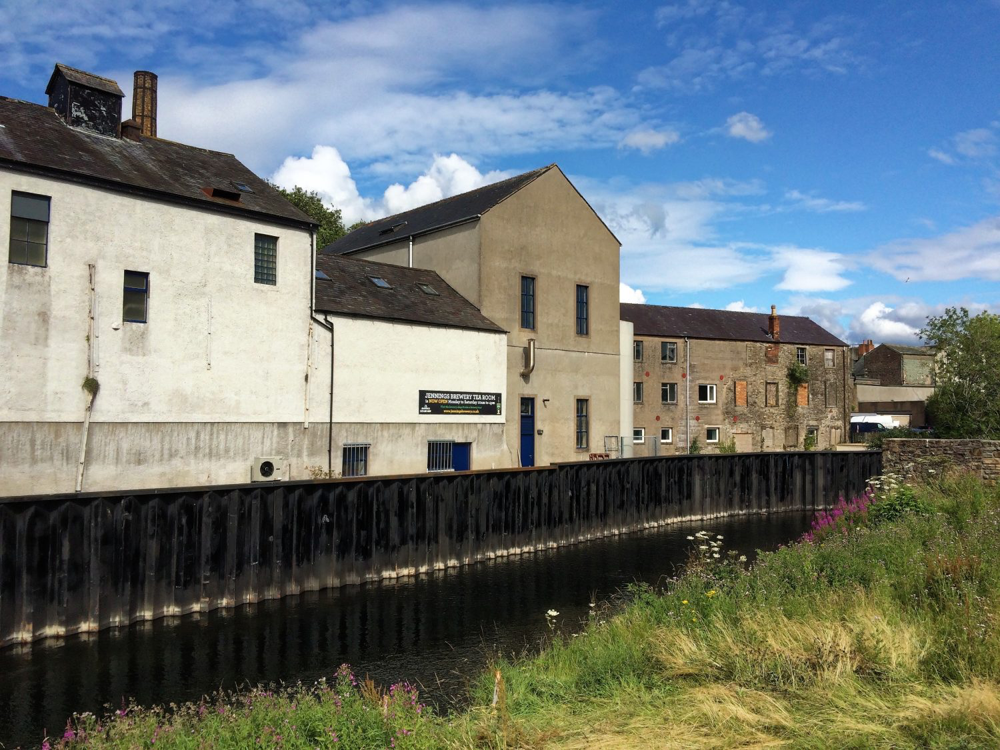 JENNINGS BREWERY TEA ROOM
is NOW OPEN Monday to Saturday 10am to 4pm
www.jenningsbrewery.co.uk